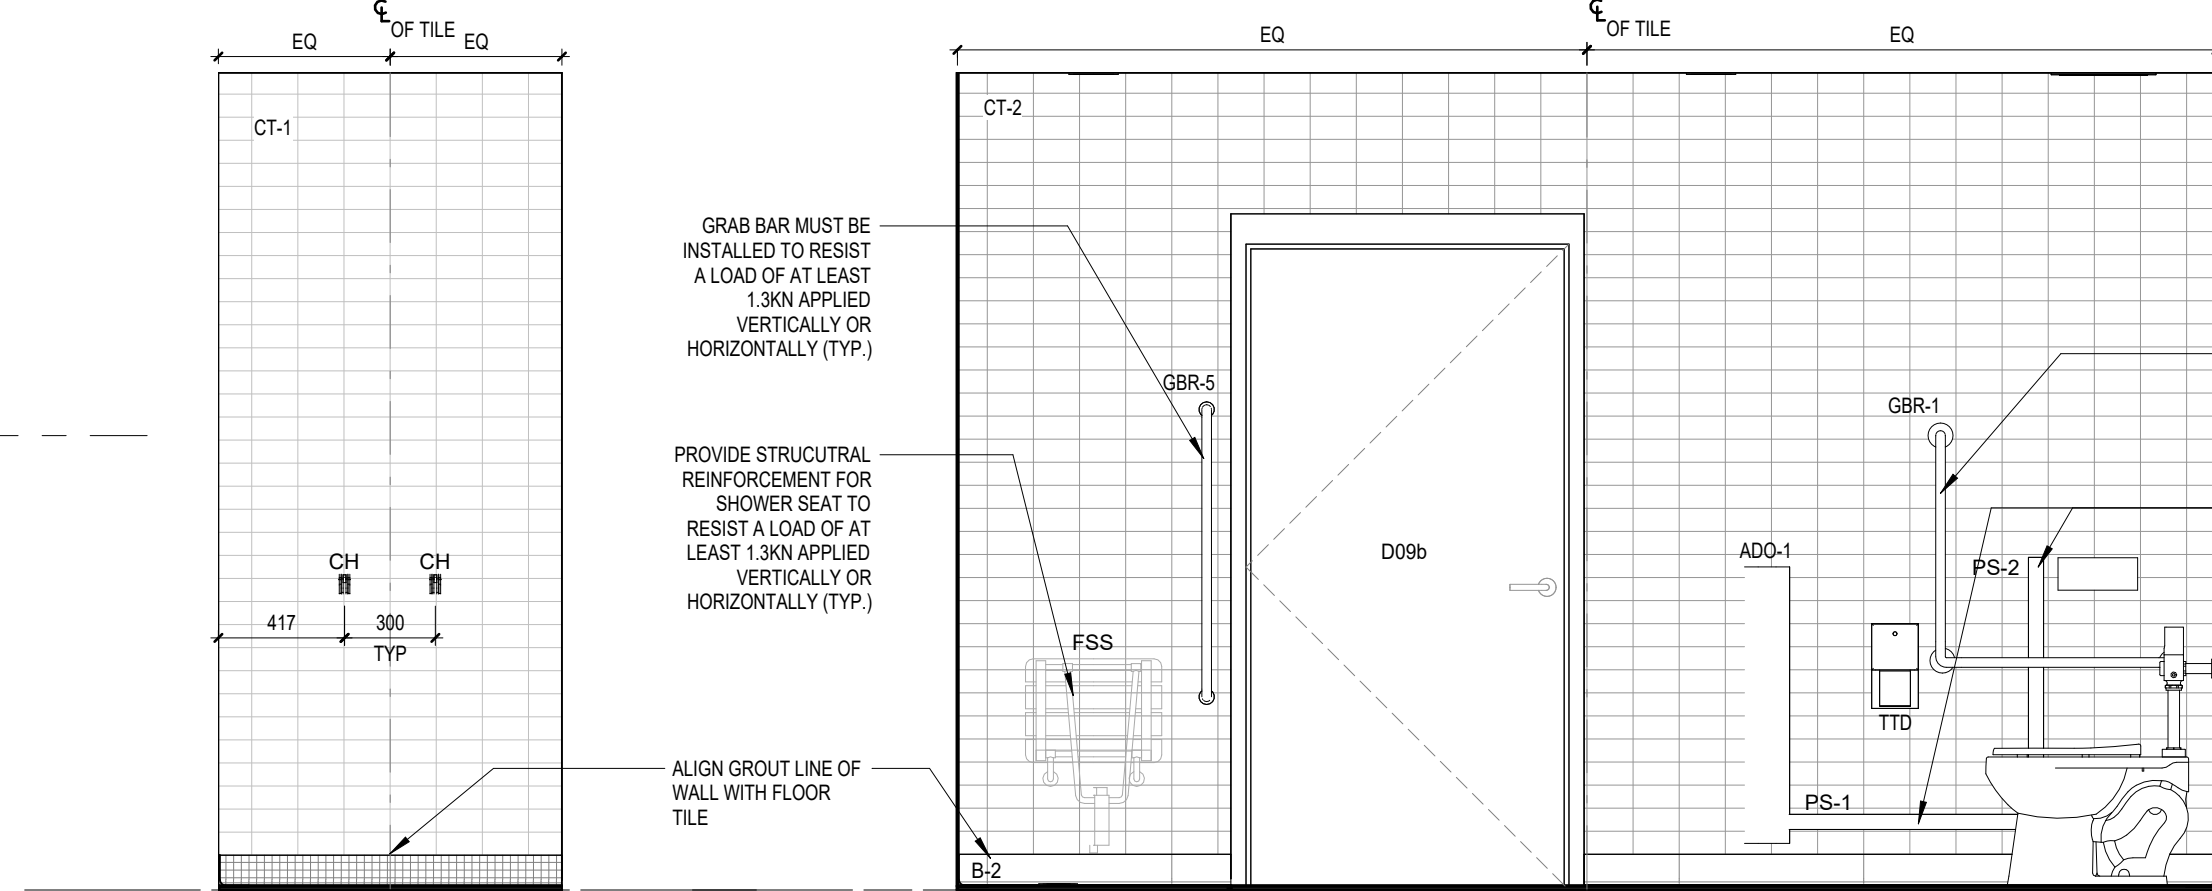 ℄
OF TILE
EQ
EQ
CT-1
CH
CH
417
300
TYP
℄
OF TILE
EQ
EQ
CT-2
GRAB BAR MUST BE
INSTALLED TO RESIST
A LOAD OF AT LEAST
1.3KN APPLIED
VERTICALLY OR
HORIZONTALLY (TYP.)
PROVIDE STRUCUTRAL
REINFORCEMENT FOR
SHOWER SEAT TO
RESIST A LOAD OF AT
LEAST 1.3KN APPLIED
VERTICALLY OR
HORIZONTALLY (TYP.)
ALIGN GROUT LINE OF
WALL WITH FLOOR
TILE
GBR-5
FSS
B-2
D09b
GBR-1
ADO-1
PS-2
TTD
PS-1